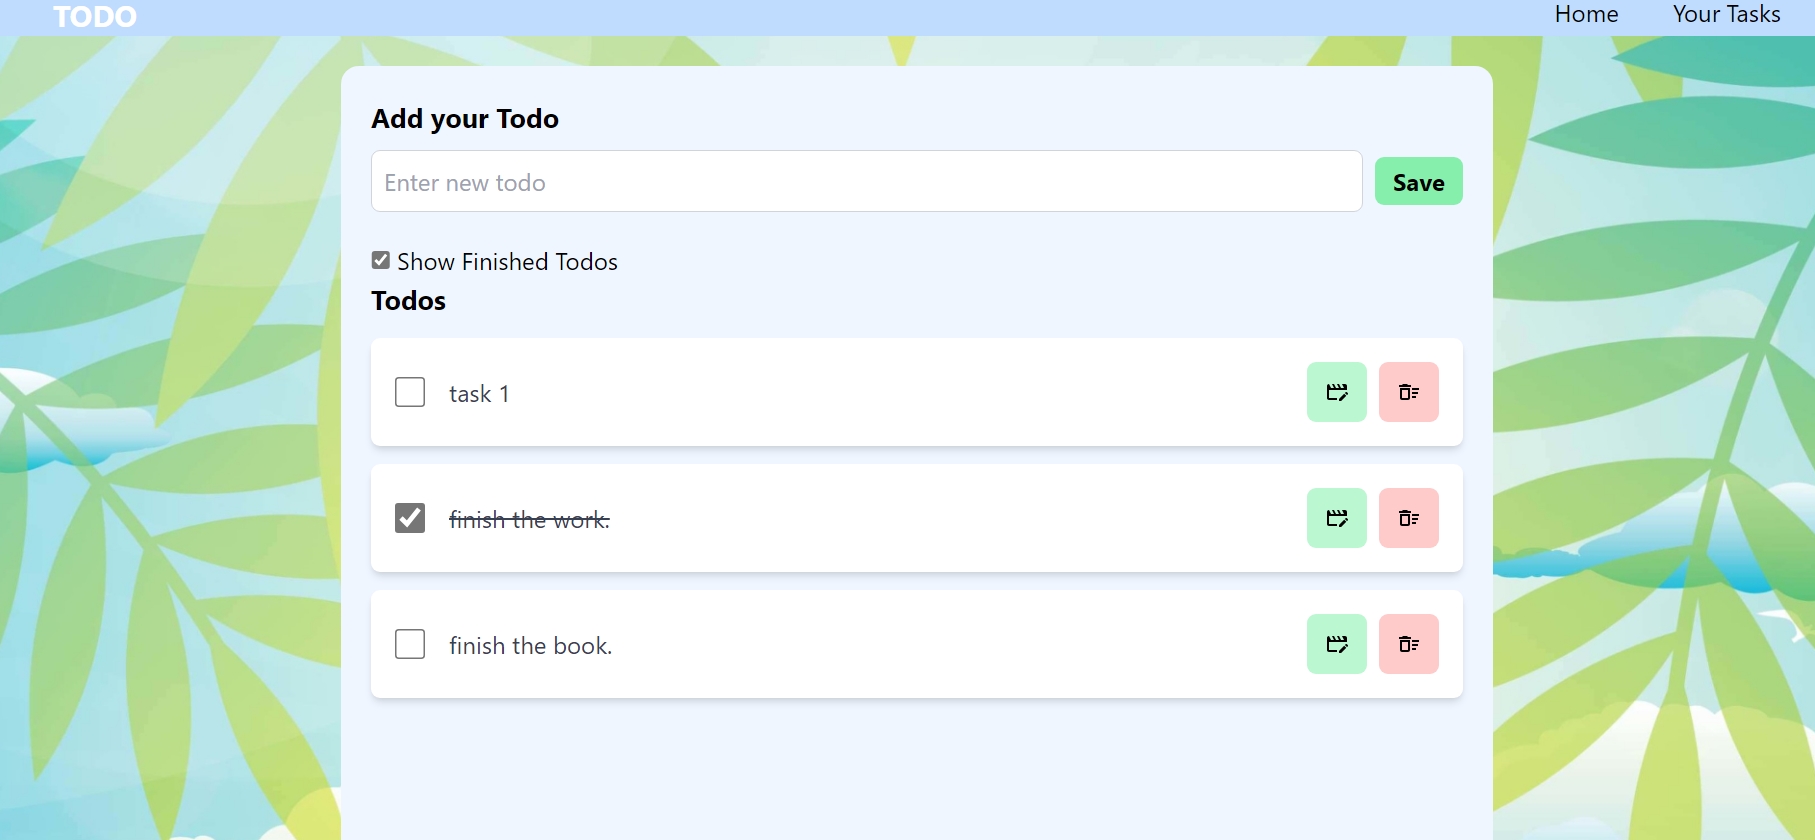 TODO
Home
Your Tasks
Add your Todo
Enter new todo
Save
Show Finished Todos
Todos
task 1
finish the work.
finish the book.